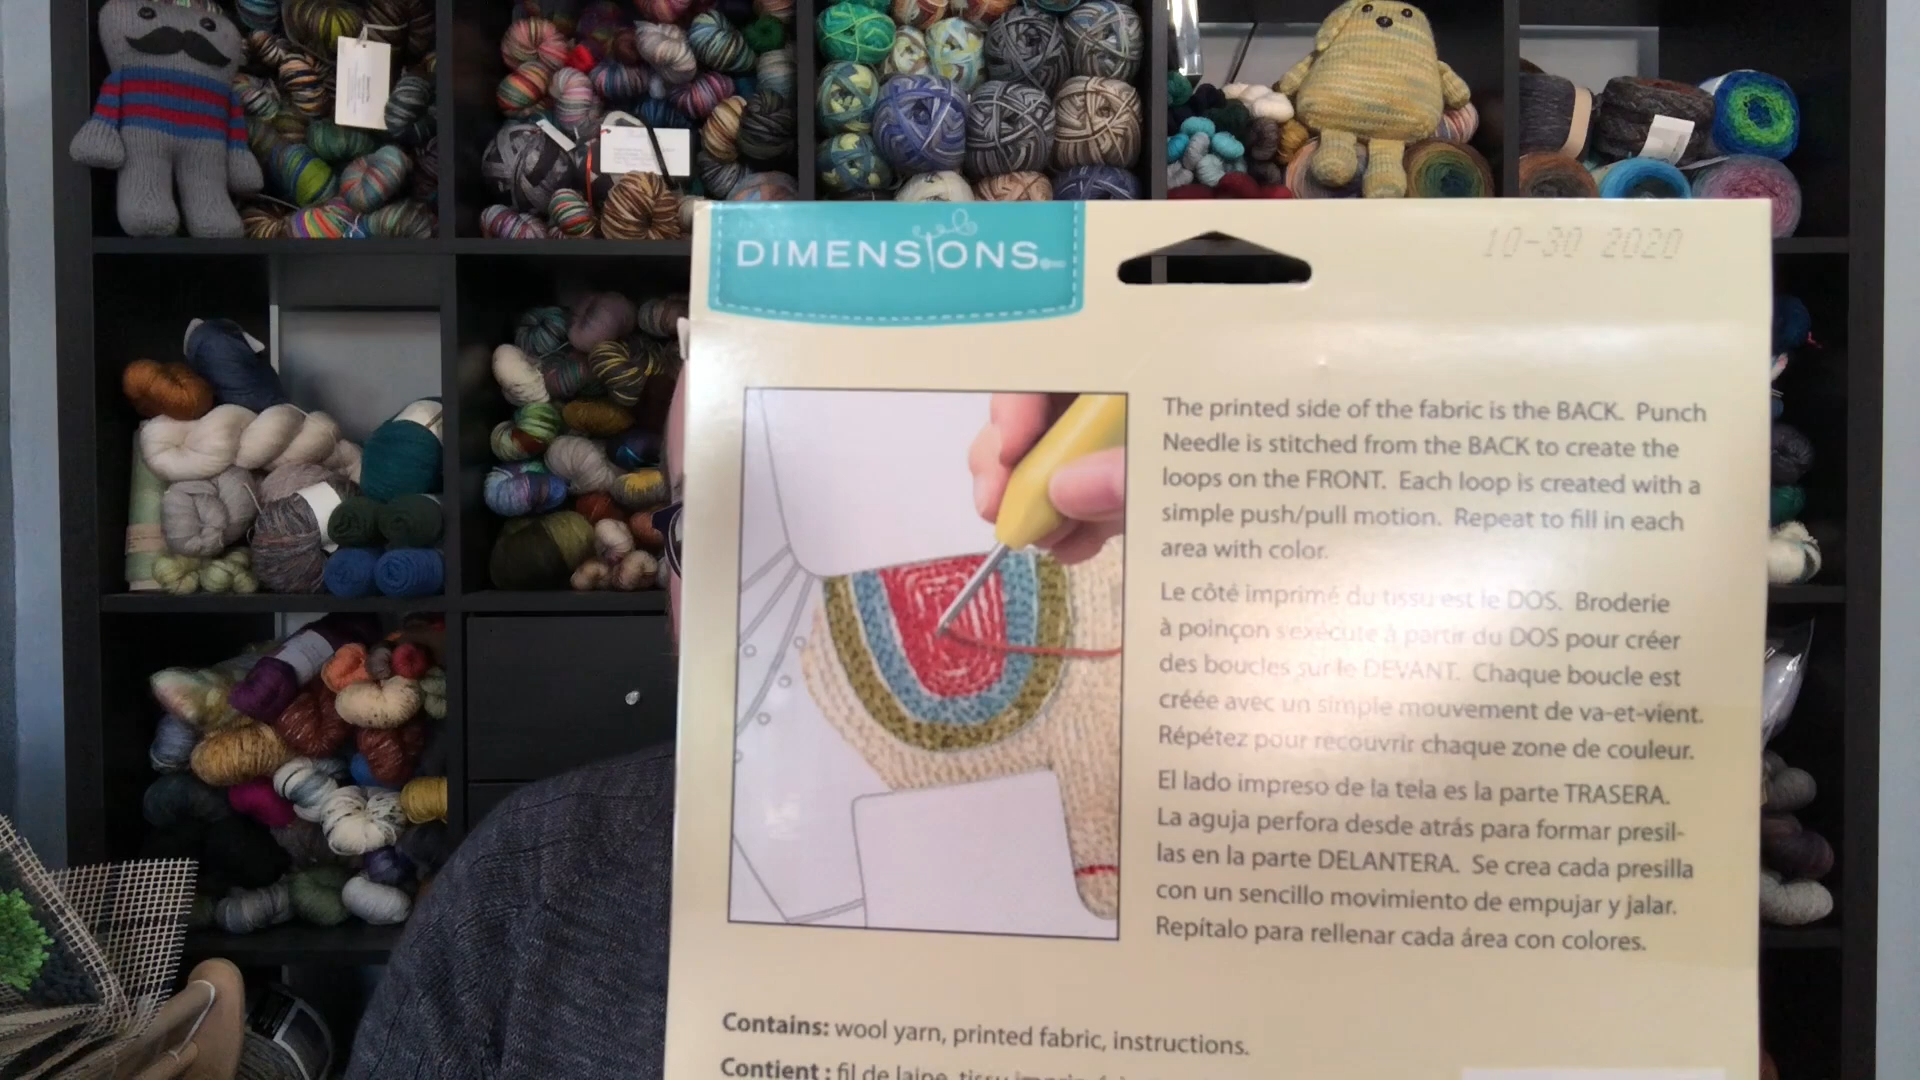 DIMENSIONS
10-30 2020
The printed side of the fabric is the BACK. Punch
Needle is stitched from the BACK to create the
loops on the FRONT. Each loop is created with a
simple push/pull motion. Repeat to fill in each
area with color.
Le côté imprimé du tissu est le DOS. Broderie
à poinçon s'exécute à partir du DOS pour créer
des boucles sur le DEVANT. Chaque boucle est
créée avec un simple mouvement de va-et-vient.
Répétez pour recouvrir chaque zone de couleur.
El lado impreso de la tela es la parte TRASERA.
La aguja perfora desde atrás para formar presil-
las en la parte DELANTERA. Se crea cada presilla
con un sencillo movimiento de empujar y jalar.
Repítalo para rellenar cada área con colores.
Contains: wool yarn, printed fabric, instructions.
Contient : fil de laine, tissu